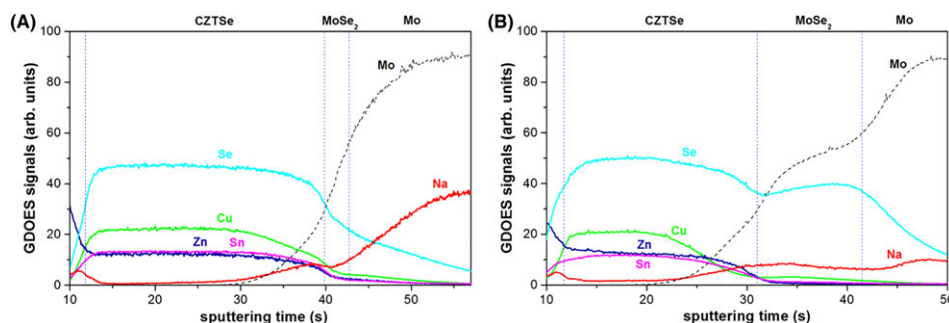 (A)
CZTSe MoSe2 Mo
100
80
60
40
20
0
GDOES signals (arb. units)
Mo
Se
Na
Cu
Zn Sn
10 20 30 40 50
sputtering time (s)
(B)
CZTSe MoSe2 Mo
100
80
60
40
20
0
GDOES signals (arb. units)
Mo
Se
Cu
Zn
Sn
Na
10 20 30 40 50
sputtering time (s)